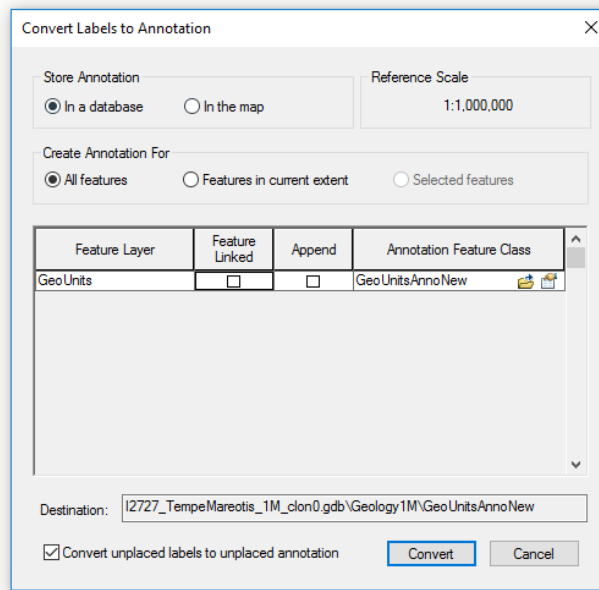 Convert Labels to Annotation
Store Annotation
In a database
In the map
Reference Scale
1:1,000,000
Create Annotation For
All features
Features in current extent
Selected features
Feature Layer
Feature
Linked
Append
Annotation Feature Class
GeoUnits
GeoUnitsAnnoNew
Destination:
I2727_TempeMareotis_1M_clon0.gdb\Geology1M\GeoUnitsAnnoNew
Convert unplaced labels to unplaced annotation
Convert
Cancel